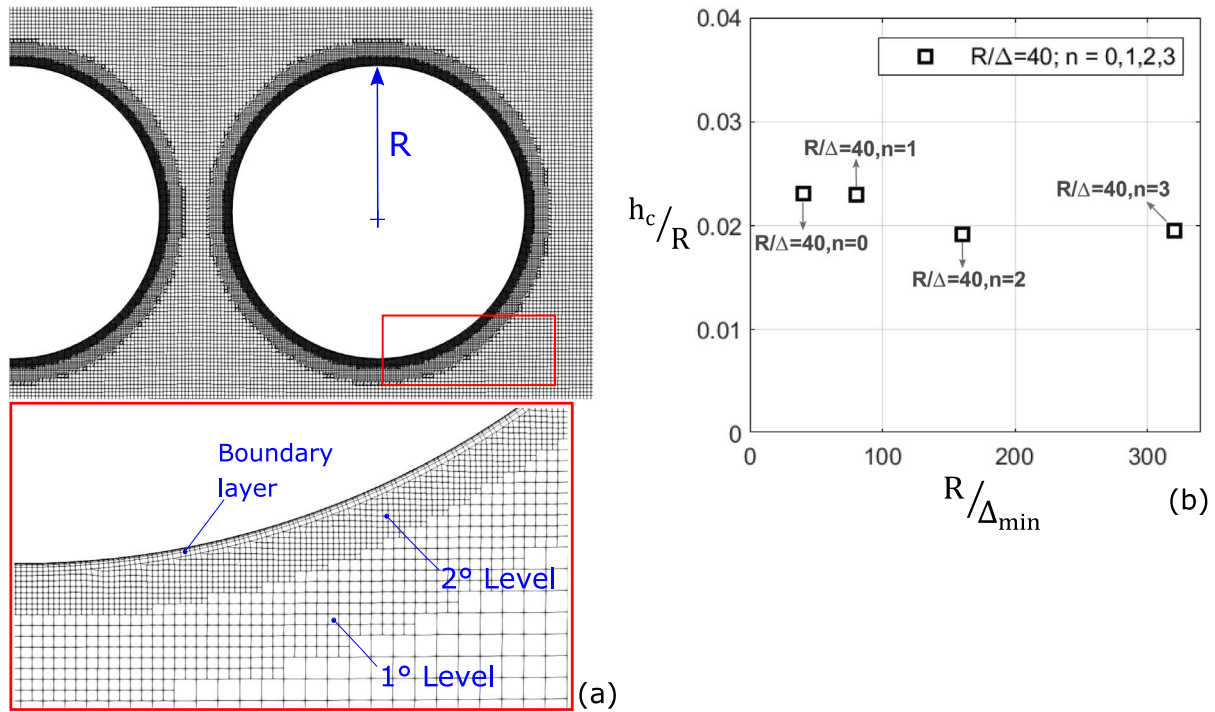 R
Boundary
layer
2° Level
1° Level
(a)
0.04
0.03
0.02
0.01
0
R/Δ=40; n = 0,1,2,3
R/Δ=40,n=1
R/Δ=40,n=0
R/Δ=40,n=2
R/Δ=40,n=3
h_c/R
0 100 200 300
R/Δ_min
(b)